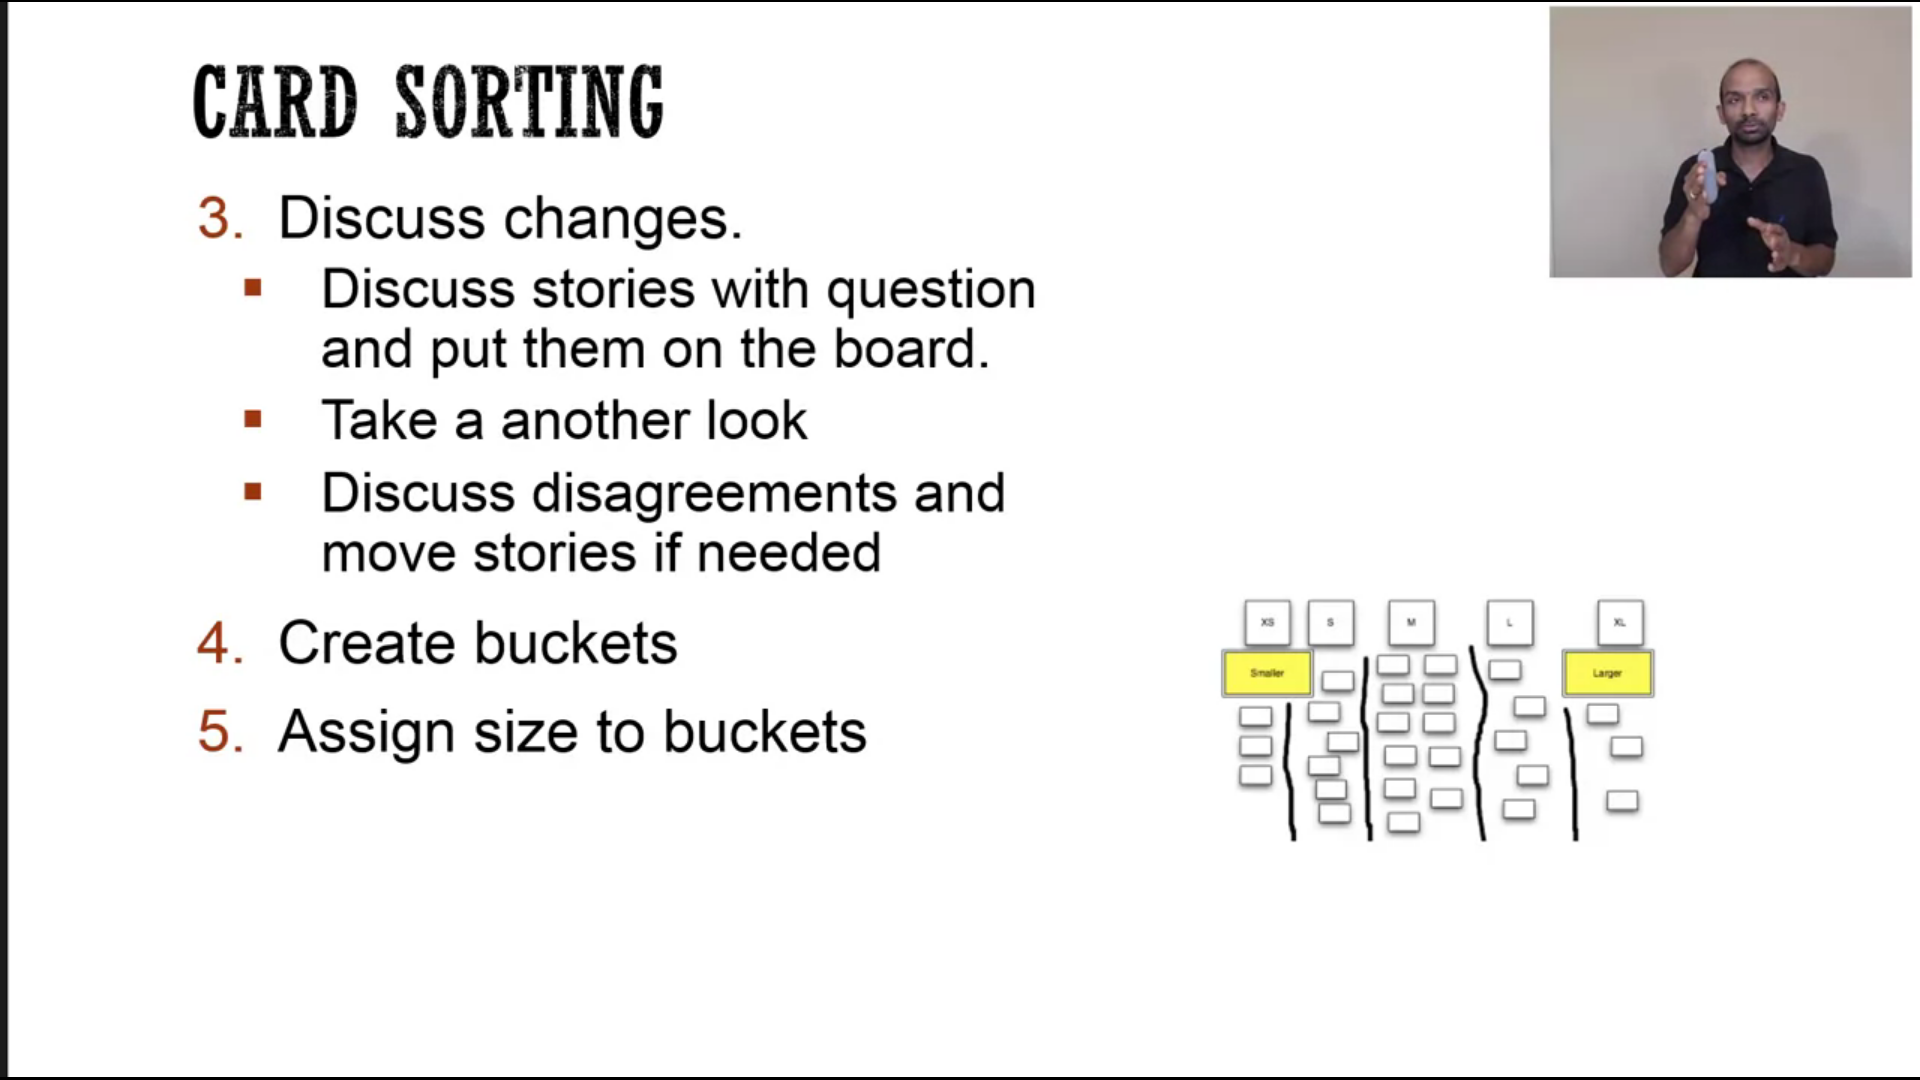 CARD SORTING
3. Discuss changes.
▪ Discuss stories with question
and put them on the board.
▪ Take a another look
▪ Discuss disagreements and
move stories if needed
4. Create buckets
5. Assign size to buckets
XS S M L XL
Smaller Larger